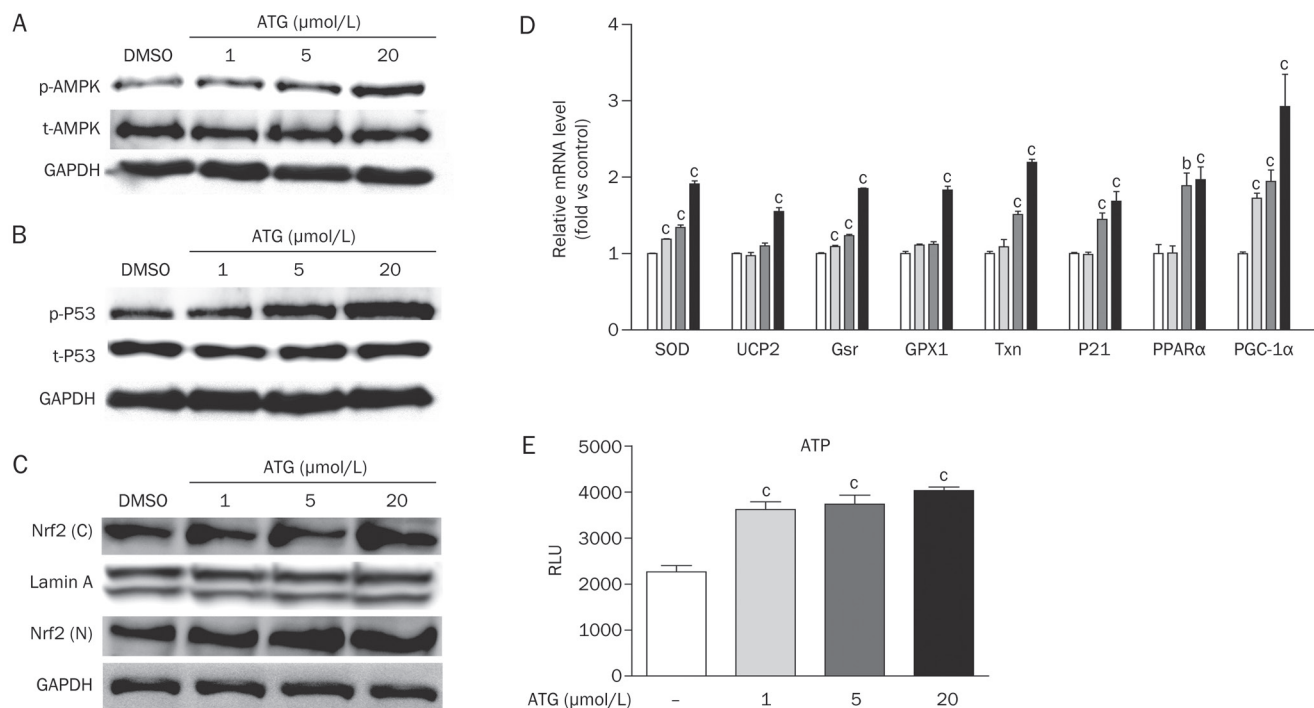 A
ATG (μmol/L)
DMSO 1 5 20
p-AMPK
t-AMPK
GAPDH
B
ATG (μmol/L)
DMSO 1 5 20
p-P53
t-P53
GAPDH
C
ATG (μmol/L)
DMSO 1 5 20
Nrf2 (C)
Lamin A
Nrf2 (N)
GAPDH
D
Relative mRNA level
(fold vs control)
4
3
2
1
0
c c c
c
c c c
c
c c
c c
b c
c c c
SOD UCP2 Gsr GPX1 Txn P21 PPARα PGC-1α
E
ATP
RLU
5000
4000
3000
2000
1000
0
c c c
ATG (μmol/L) – 1 5 20